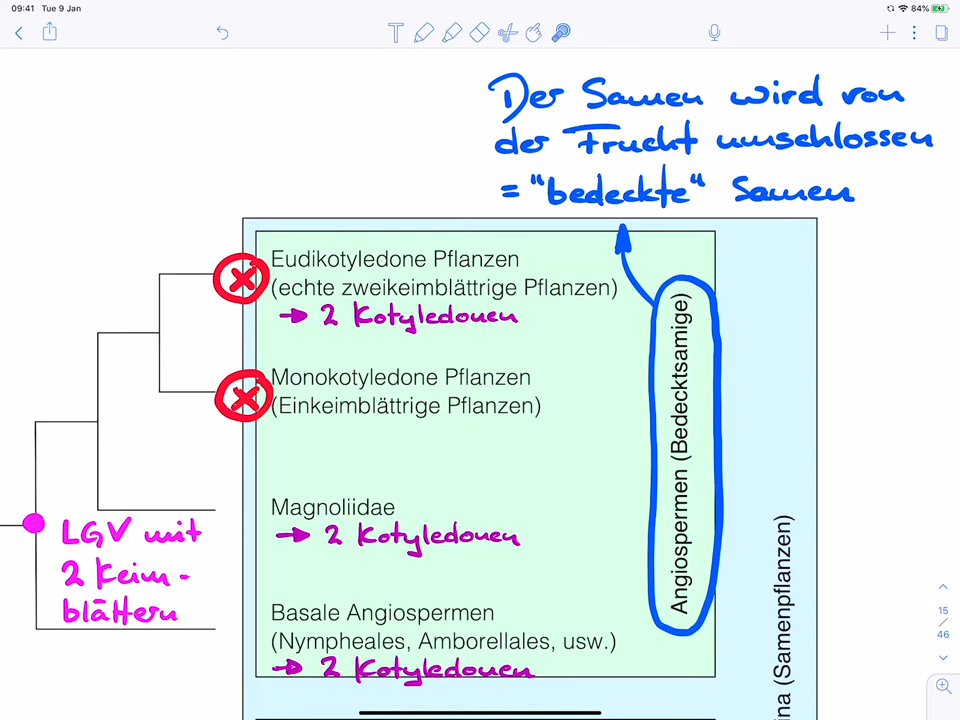 09:41 Tue 9 Jan
84%
Der Samen wird von
der Frucht umschlossen
= "bedeckte" Samen
Eudikotyledone Pflanzen
(echte zweikeimblättrige Pflanzen)
→ 2 Kotyledonen
Monokotyledone Pflanzen
(Einkeimblättrige Pflanzen)
Magnoliidae
→ 2 Kotyledonen
Basale Angiospermen
(Nympheales, Amborellales, usw.)
→ 2 Kotyledonen
LGV mit
2 Keim-
blättern
Angiospermen (Bedecktsamige)
ina (Samenpflanzen)
15
/
46